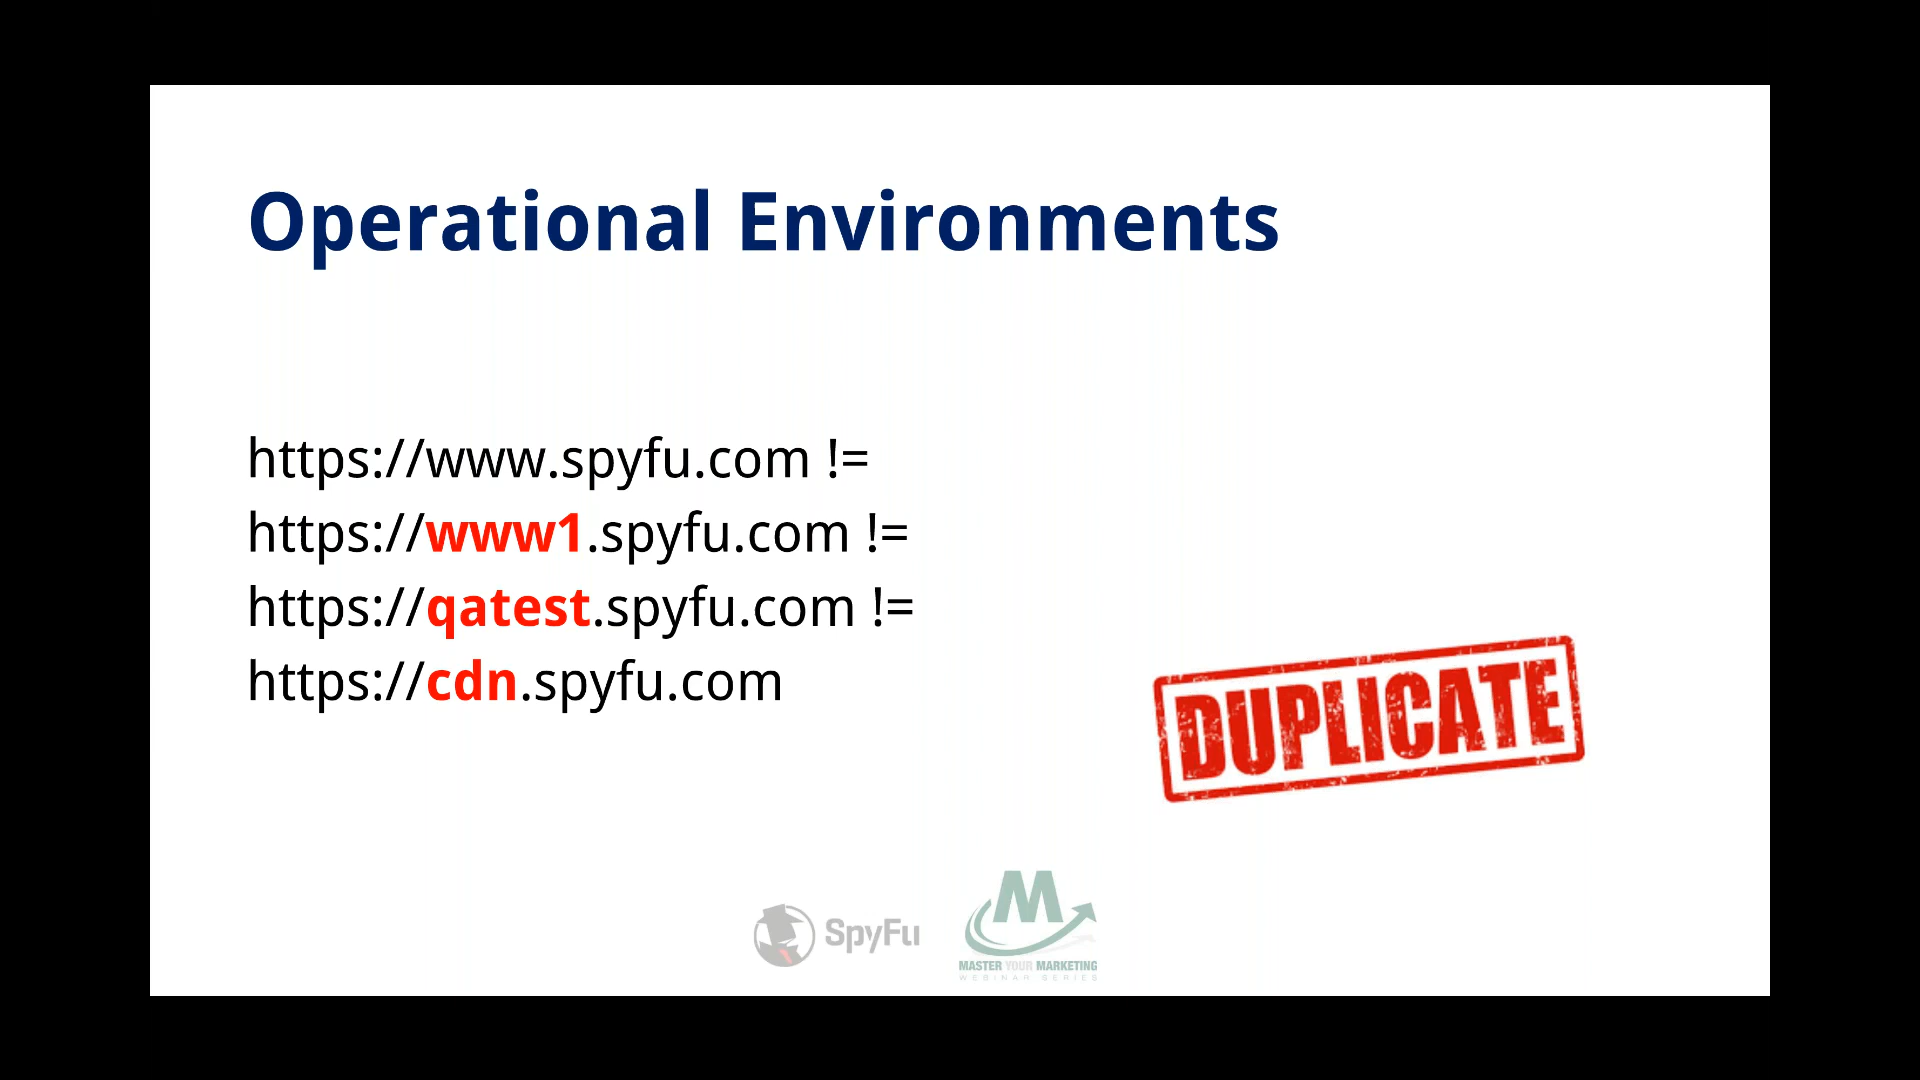 Operational Environments
https://www.spyfu.com !=
https://www1.spyfu.com !=
https://qatest.spyfu.com !=
https://cdn.spyfu.com
DUPLICATE
SpyFu
M
MASTER YOUR MARKETING
WEBINAR SERIES